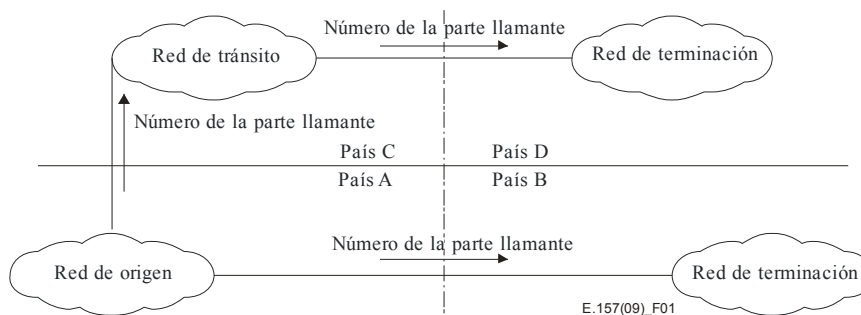 Número de la parte llamante
Red de tránsito
Red de terminación
Número de la parte llamante
País C
País D
País A
País B
Número de la parte llamante
Red de origen
Red de terminación
E.157(09)_F01